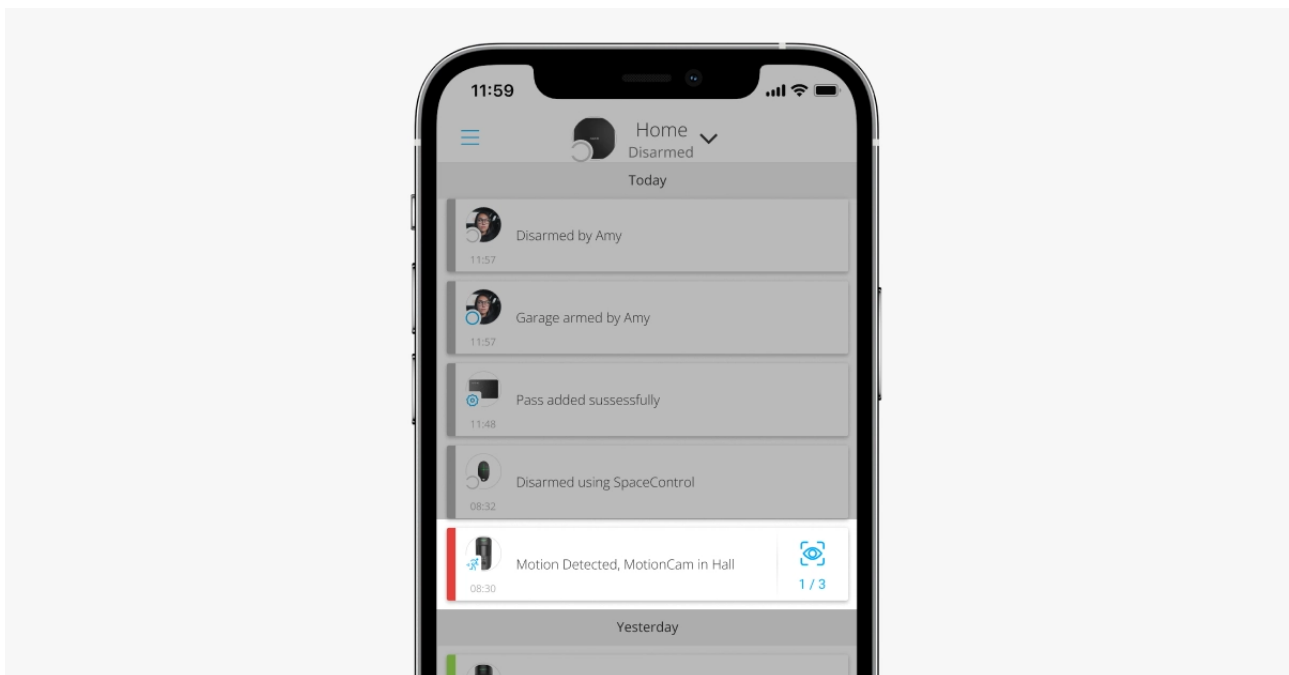 11:59
Home
Disarmed
Today
Disarmed by Amy
11:57
Garage armed by Amy
11:57
Pass added sussessfully
11:48
Disarmed using SpaceControl
08:32
Motion Detected, MotionCam in Hall
1 / 3
08:30
Yesterday